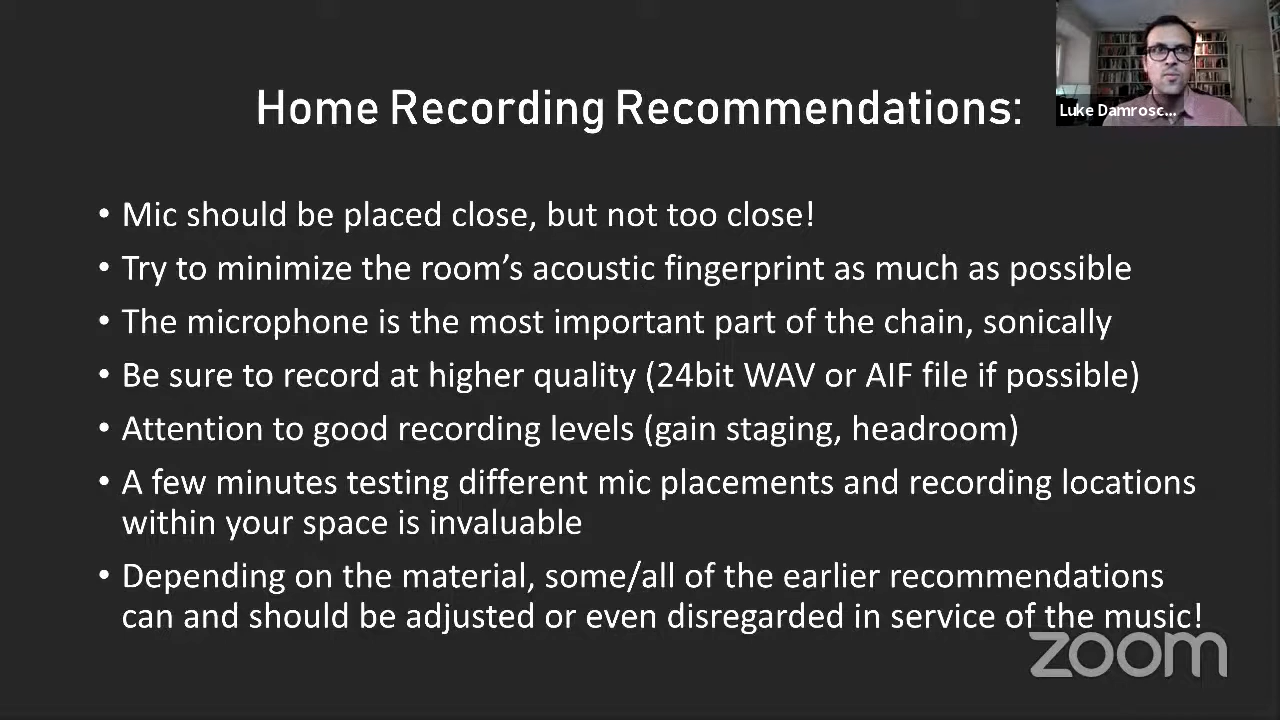 Home Recording Recommendations:
Luke Damrosc...
• Mic should be placed close, but not too close!
• Try to minimize the room’s acoustic fingerprint as much as possible
• The microphone is the most important part of the chain, sonically
• Be sure to record at higher quality (24bit WAV or AIF file if possible)
• Attention to good recording levels (gain staging, headroom)
• A few minutes testing different mic placements and recording locations
within your space is invaluable
• Depending on the material, some/all of the earlier recommendations
can and should be adjusted or even disregarded in service of the music!
zoom